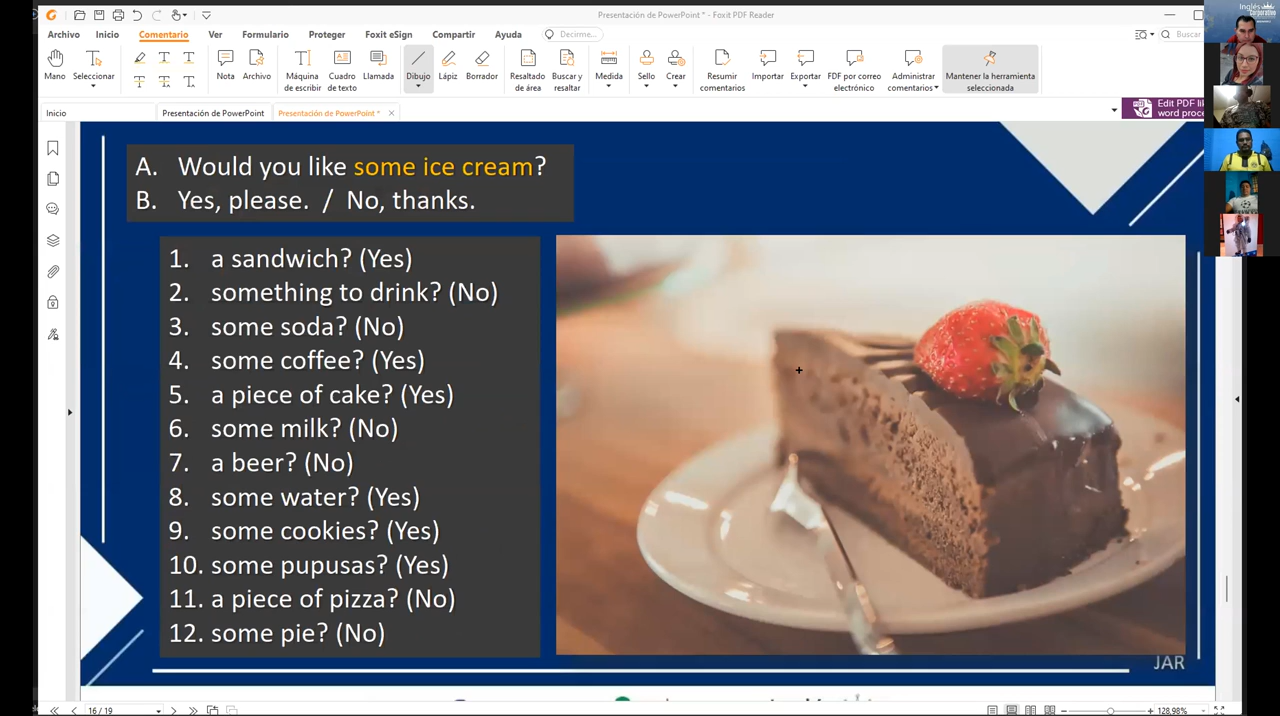 Presentación de PowerPoint * - Foxit PDF Reader
Archivo Inicio Comentario Ver Formulario Proteger Foxit eSign Compartir Ayuda Decirme... Buscar
Mano Seleccionar Nota Archivo Máquina de escribir Cuadro de texto Llamada Dibujo Lápiz Borrador Resaltado de área Buscar y resaltar Medida Sello Crear Resumir comentarios Importar Exportar PDF por correo electrónico Administrar comentarios Mantener la herramienta seleccionada
Inicio Presentación de PowerPoint Presentación de PowerPoint *
Edit PDF li
word proce
Inglés
Corporativo
A. Would you like some ice cream?
B. Yes, please. / No, thanks.
1. a sandwich? (Yes)
2. something to drink? (No)
3. some soda? (No)
4. some coffee? (Yes)
5. a piece of cake? (Yes)
6. some milk? (No)
7. a beer? (No)
8. some water? (Yes)
9. some cookies? (Yes)
10. some pupusas? (Yes)
11. a piece of pizza? (No)
12. some pie? (No)
JAR
16 / 19
128,98%